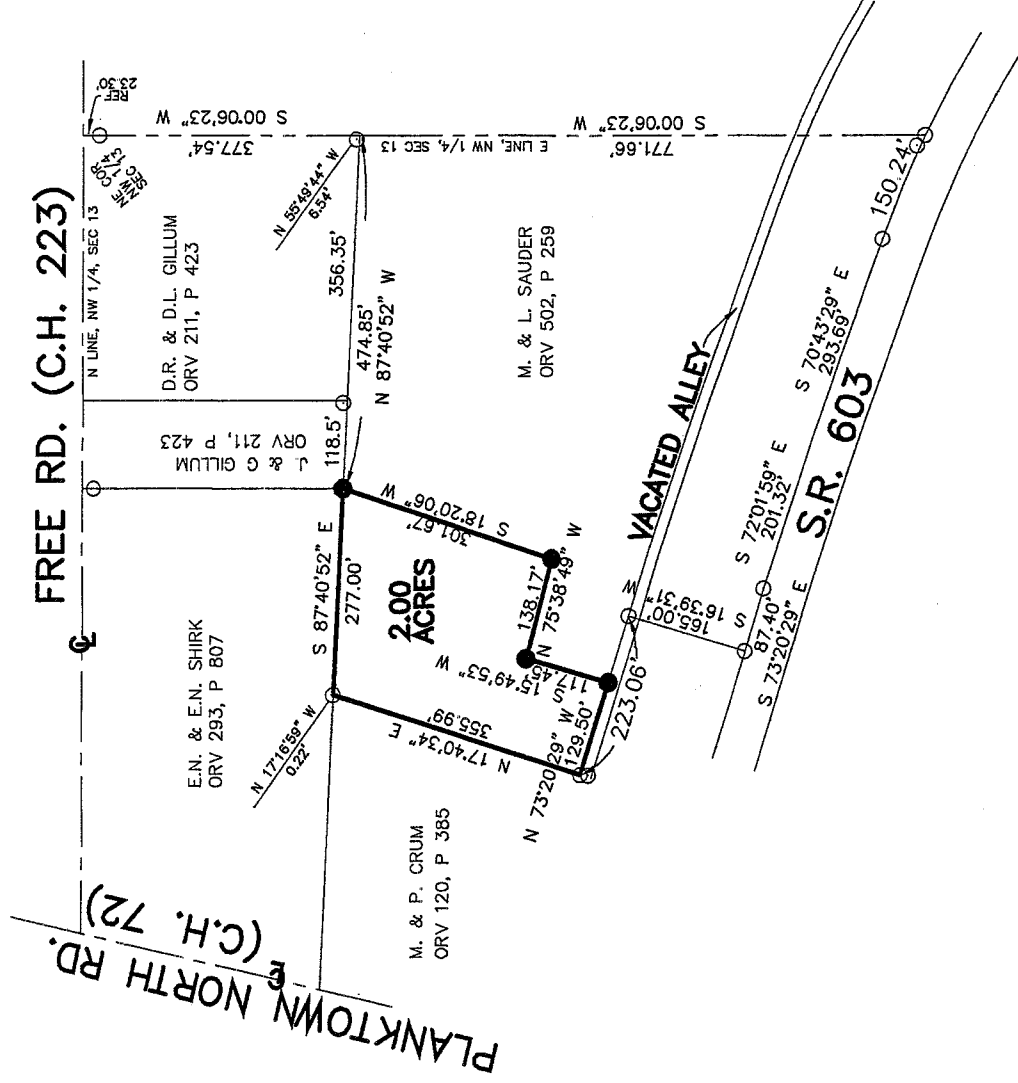 FREE RD. (C.H. 223)
N LINE, NW 1/4, SEC 13
REF
23.30'
NE COR
NW 1/4
SEC 13
S 00°06'23" W
377.54'
D.R. & D.L. GILLUM
ORV 211, P 423
N 55°49'44" W
6.54'
J. & G GILLUM
ORV 211, P 423
118.5'
356.35'
474.85'
N 87°40'52" W
E LINE, NW 1/4, SEC 13
S 00°06'23" W
771.66'
M. & L. SAUDER
ORV 502, P 259
E.N. & E.N. SHIRK
ORV 293, P 807
N 17°16'59" W
0.22'
S 87°40'52" E
277.00'
2.00
ACRES
S 18°20'06" W
301.67'
138.17'
N 75°38'49" W
S 15°49'53" W
117.45'
N 17°40'34" E
355.99'
N 73°20'29" W
129.50'
223.06'
M. & P. CRUM
ORV 120, P 385
PLANKTOWN NORTH RD.
(C.H. 72)
VACATED ALLEY
S 16°39'31" W
165.00'
87.40'
S 73°20'29" E
S 72°01'59" E
201.32'
S 70°43'29" E
293.69'
150.24'
S.R. 603